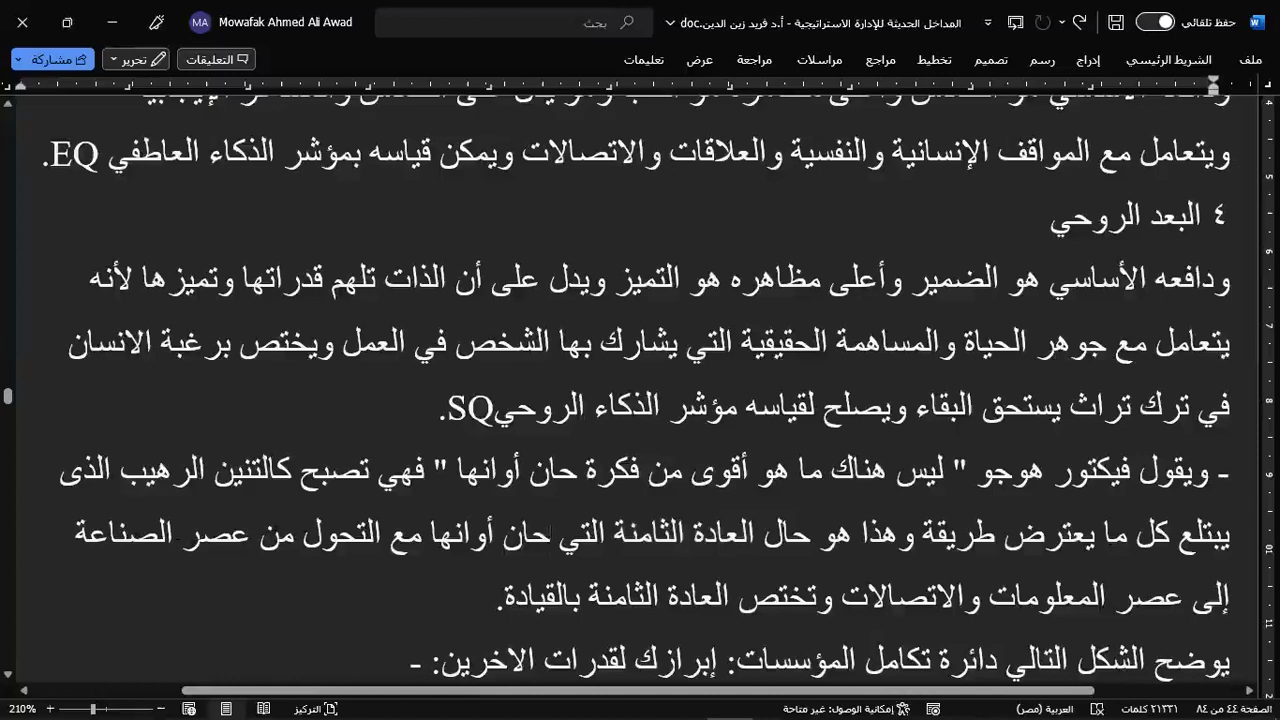 حفظ تلقائي
المداخل الحديثة للإدارة الاستراتيجية - أ.د فريد زين الدين.doc
بحث
Mowafak Ahmed Ali Awad
MA
ملف
الشريط الرئيسي
إدراج
رسم
تصميم
تخطيط
مراجع
مراسلات
مراجعة
عرض
تعليمات
التعليقات
تحرير
مشاركة
ويتعامل مع المواقف الإنسانية والنفسية والعلاقات والاتصالات ويمكن قياسه بمؤشر الذكاء العاطفي EQ.
٤ البعد الروحي
ودافعه الأساسي هو الضمير وأعلى مظاهره هو التميز ويدل على أن الذات تلهم قدراتها وتميزها لأنه
يتعامل مع جوهر الحياة والمساهمة الحقيقية التي يشارك بها الشخص في العمل ويختص برغبة الانسان
في ترك تراث يستحق البقاء ويصلح لقياسه مؤشر الذكاء الروحيSQ.
- ويقول فيكتور هوجو " ليس هناك ما هو أقوى من فكرة حان أوانها " فهي تصبح كالتنين الرهيب الذى
يبتلع كل ما يعترض طريقة وهذا هو حال العادة الثامنة التي حان أوانها مع التحول من عصر الصناعة
إلى عصر المعلومات والاتصالات وتختص العادة الثامنة بالقيادة.
يوضح الشكل التالي دائرة تكامل المؤسسات: إبرازك لقدرات الاخرين: -
الصفحة ٤٤ من ٨٤
٢١٣٣١ كلمات
العربية (مصر)
إمكانية الوصول: غير متاحة
التركيز
210%